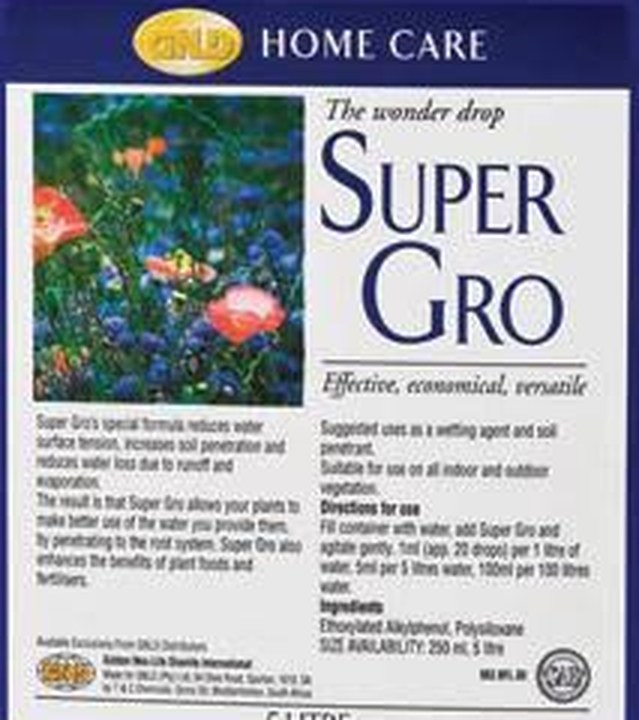 GNLD HOME CARE
The wonder drop
SUPER
GRO
Effective, economical, versatile
Super Gro's special formula reduces water
surface tension, increases soil penetration and
reduces water loss due to runoff and
evaporation.
The result is that Super Gro allows your plants to
make better use of the water you provide them,
by penetrating to the root system. Super Gro also
enhances the benefits of plant foods and
fertilisers.
Available Exclusively From GNLD Distributors
GNLD
Golden Neo-Life Diamite International
Suggested uses as a wetting agent and soil
penetrant.
Suitable for use on all indoor and outdoor
vegetation.
Directions for use
Fill container with water, add Super Gro and
agitate gently. 1ml (app. 20 drops) per 1 litre of
water, 5ml per 5 litres water, 100ml per 100 litres
water.
Ingredients
Ethoxylated Alkylphenol, Polysiloxane
SIZE AVAILABILITY: 250 ml, 5 litre
5 LITRE